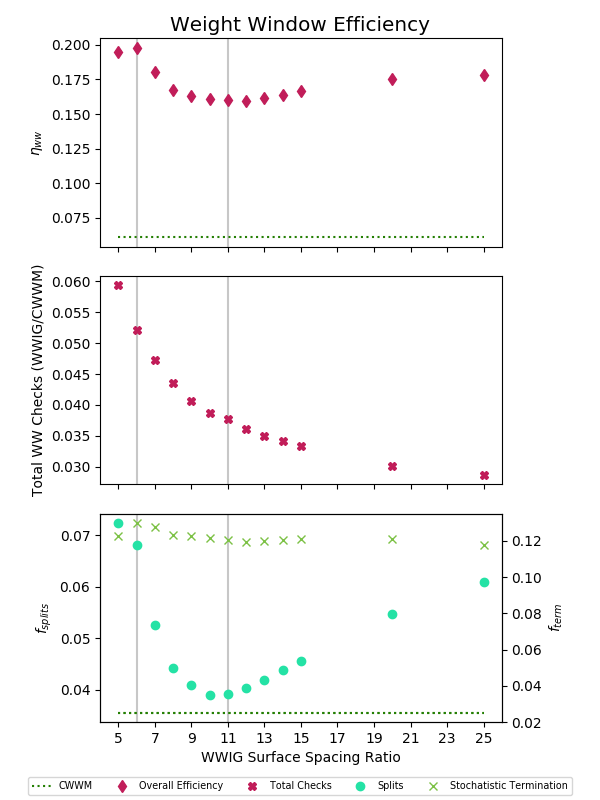 Weight Window Efficiency
0.200
0.175
0.150
0.125
0.100
0.075
η_ww
0.060
0.055
0.050
0.045
0.040
0.035
0.030
Total WW Checks (WWIG/CWWM)
0.07
0.06
0.05
0.04
f_splits
0.12
0.10
0.08
0.06
0.04
0.02
f_term
5 7 9 11 13 15 17 19 21 23 25
WWIG Surface Spacing Ratio
CWWM Overall Efficiency Total Checks Splits Stochatistic Termination